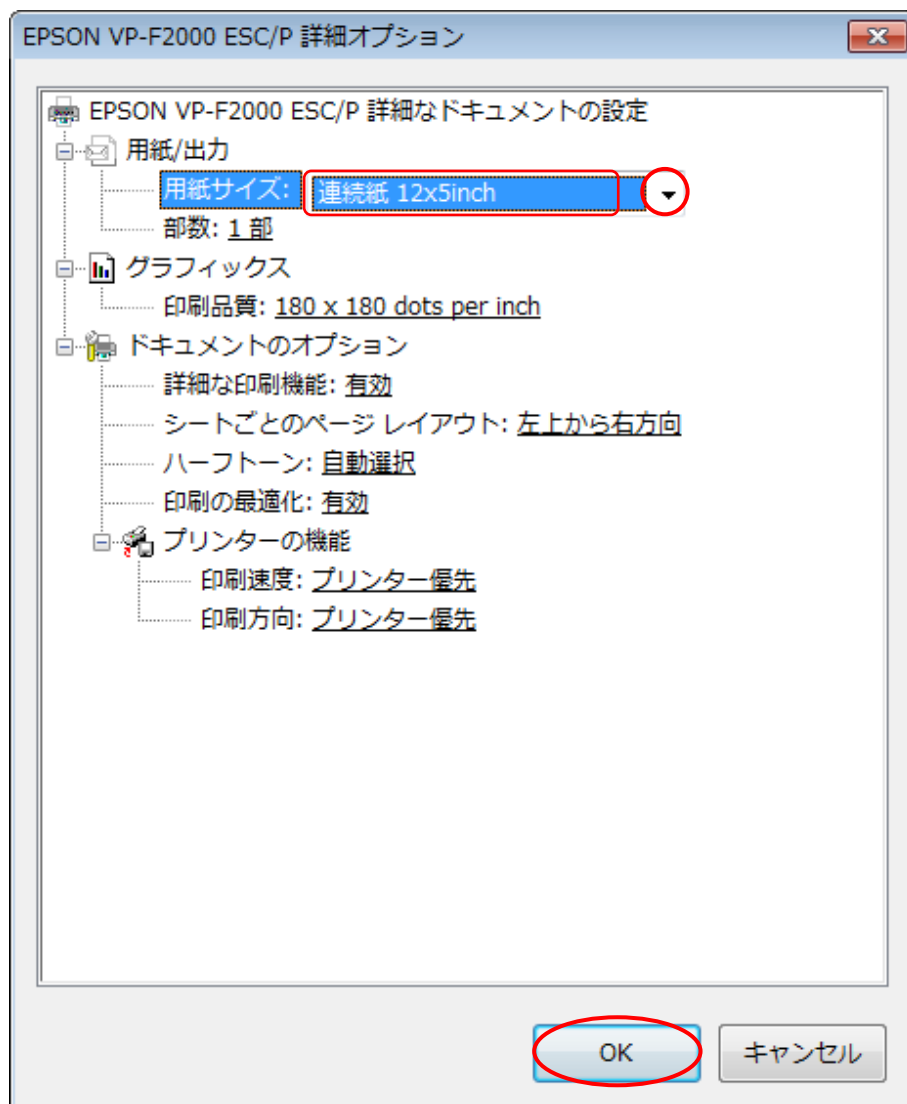 EPSON VP-F2000 ESC/P 詳細オプション
EPSON VP-F2000 ESC/P 詳細なドキュメントの設定
用紙/出力
用紙サイズ: 連続紙 12x5inch
部数: 1 部
グラフィックス
印刷品質: 180 x 180 dots per inch
ドキュメントのオプション
詳細な印刷機能: 有効
シートごとのページ レイアウト: 左上から右方向
ハーフトーン: 自動選択
印刷の最適化: 有効
プリンターの機能
印刷速度: プリンター優先
印刷方向: プリンター優先
OK キャンセル